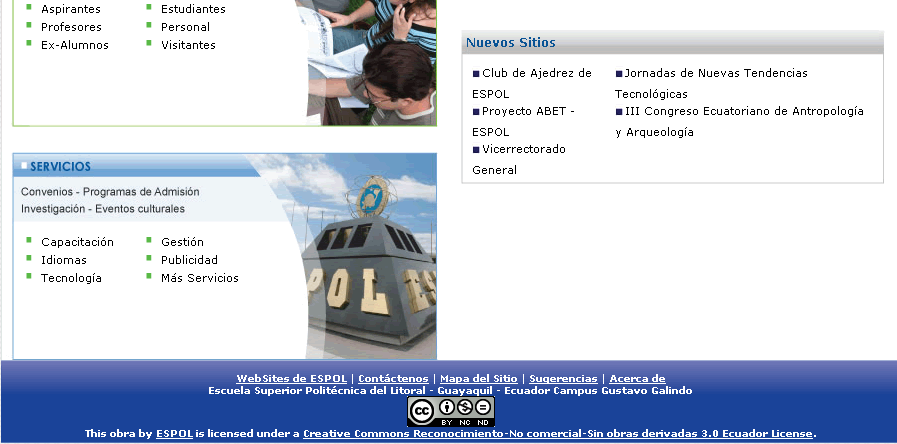 Aspirantes
Estudiantes
Profesores
Personal
Ex-Alumnos
Visitantes
SERVICIOS
Convenios - Programas de Admisión
Investigación - Eventos culturales
Capacitación
Gestión
Idiomas
Publicidad
Tecnología
Más Servicios
POL ES
Nuevos Sitios
Club de Ajedrez de
ESPOL
Proyecto ABET -
ESPOL
Vicerrectorado
General
Jornadas de Nuevas Tendencias
Tecnológicas
III Congreso Ecuatoriano de Antropología
y Arqueología
WebSites de ESPOL | Contáctenos | Mapa del Sitio | Sugerencias | Acerca de
Escuela Superior Politécnica del Litoral - Guayaquil - Ecuador Campus Gustavo Galindo
cc
BY NC ND
This obra by ESPOL is licensed under a Creative Commons Reconocimiento-No comercial-Sin obras derivadas 3.0 Ecuador License.